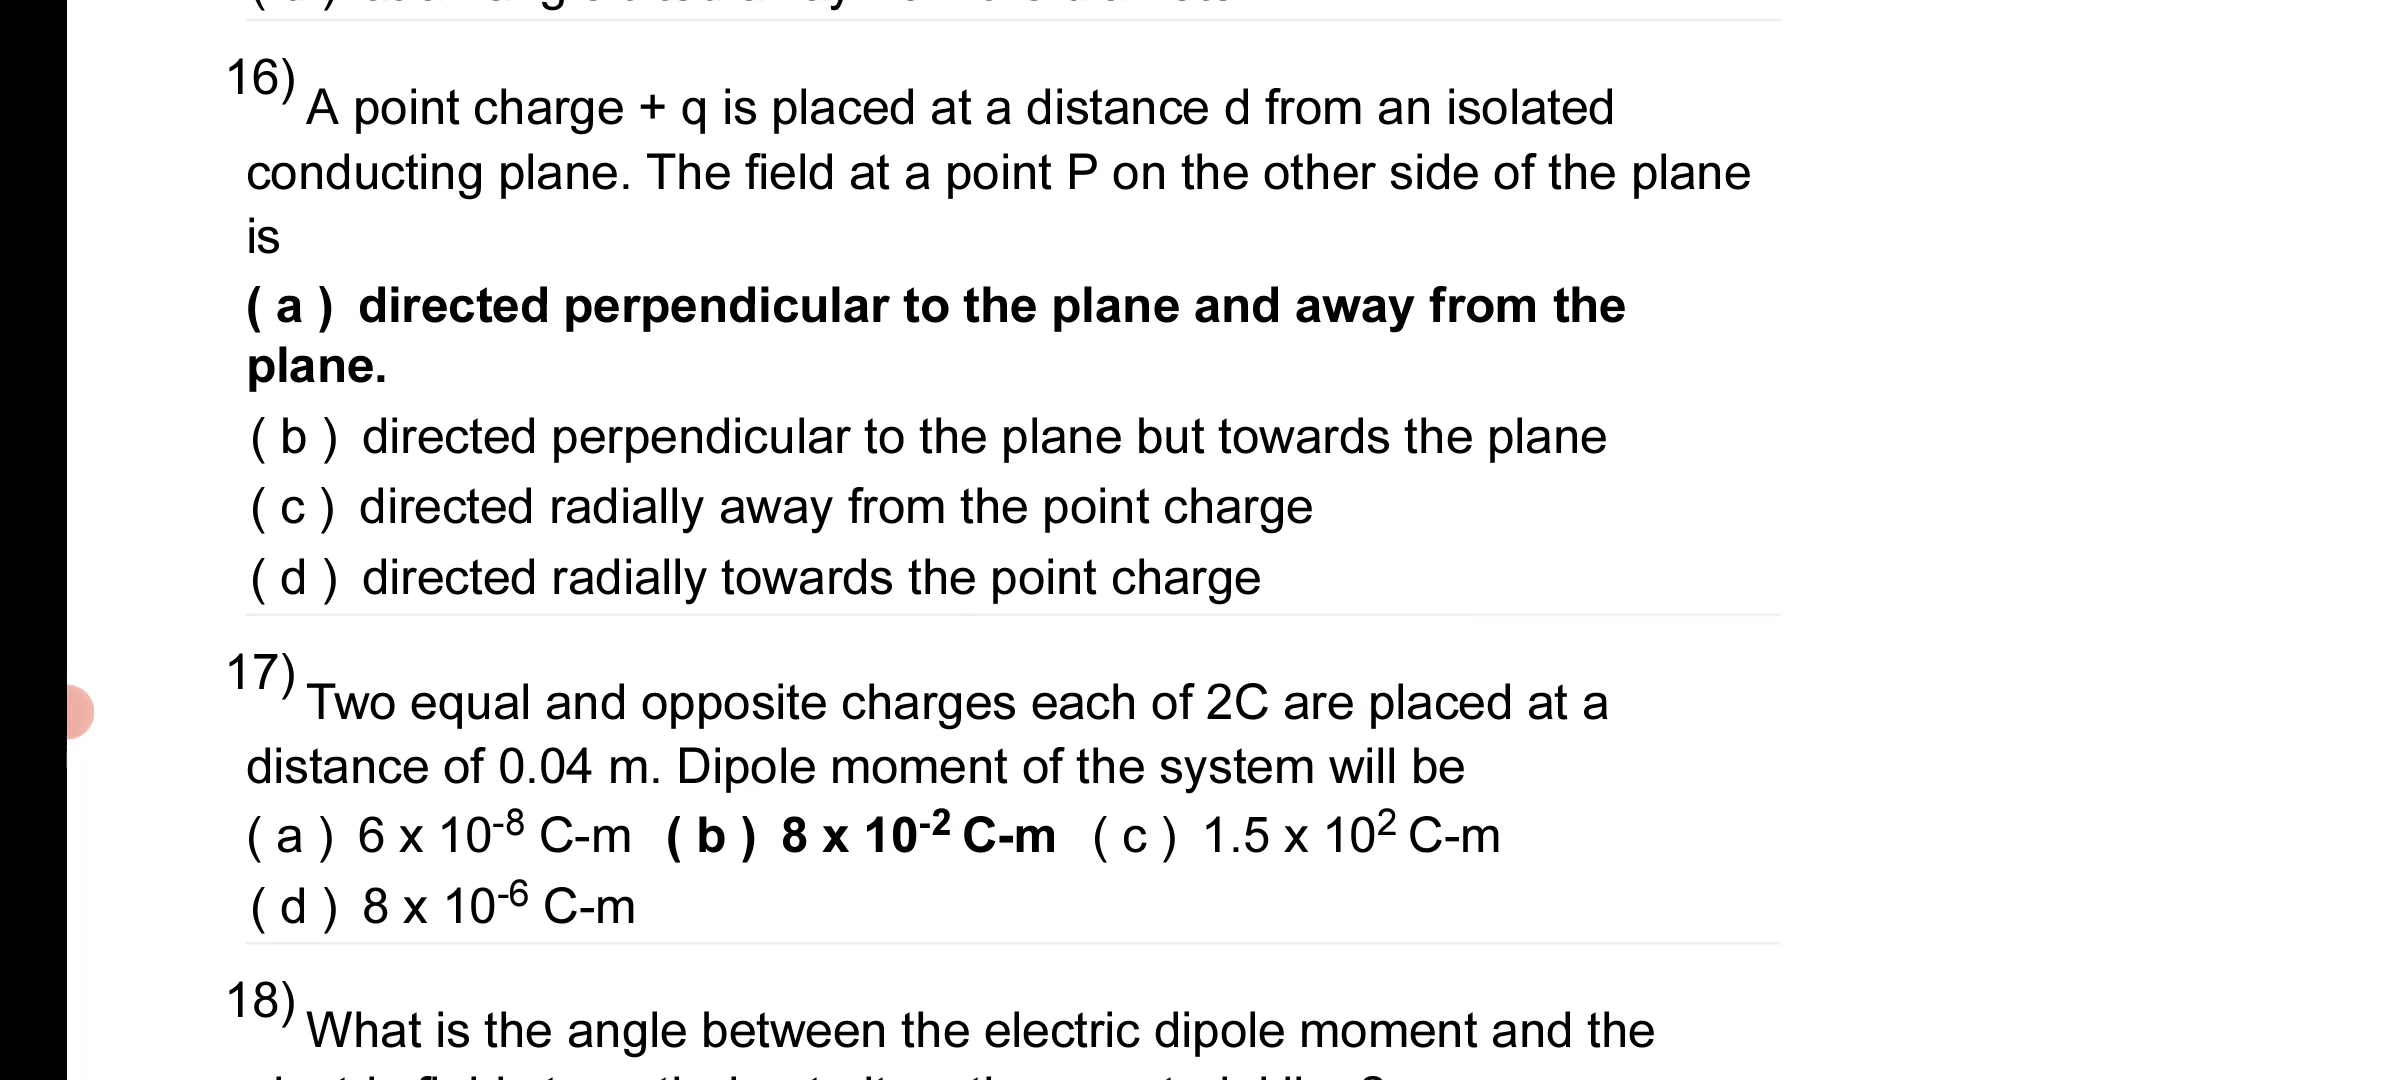 16)
A point charge + q is placed at a distance d from an isolated
conducting plane. The field at a point P on the other side of the plane
is
( a ) directed perpendicular to the plane and away from the
plane.
( b ) directed perpendicular to the plane but towards the plane
( c ) directed radially away from the point charge
( d ) directed radially towards the point charge
17)
Two equal and opposite charges each of 2C are placed at a
distance of 0.04 m. Dipole moment of the system will be
( a ) 6 x 10⁻⁸ C-m ( b ) 8 x 10⁻² C-m ( c ) 1.5 x 10² C-m
( d ) 8 x 10⁻⁶ C-m
18)
What is the angle between the electric dipole moment and the